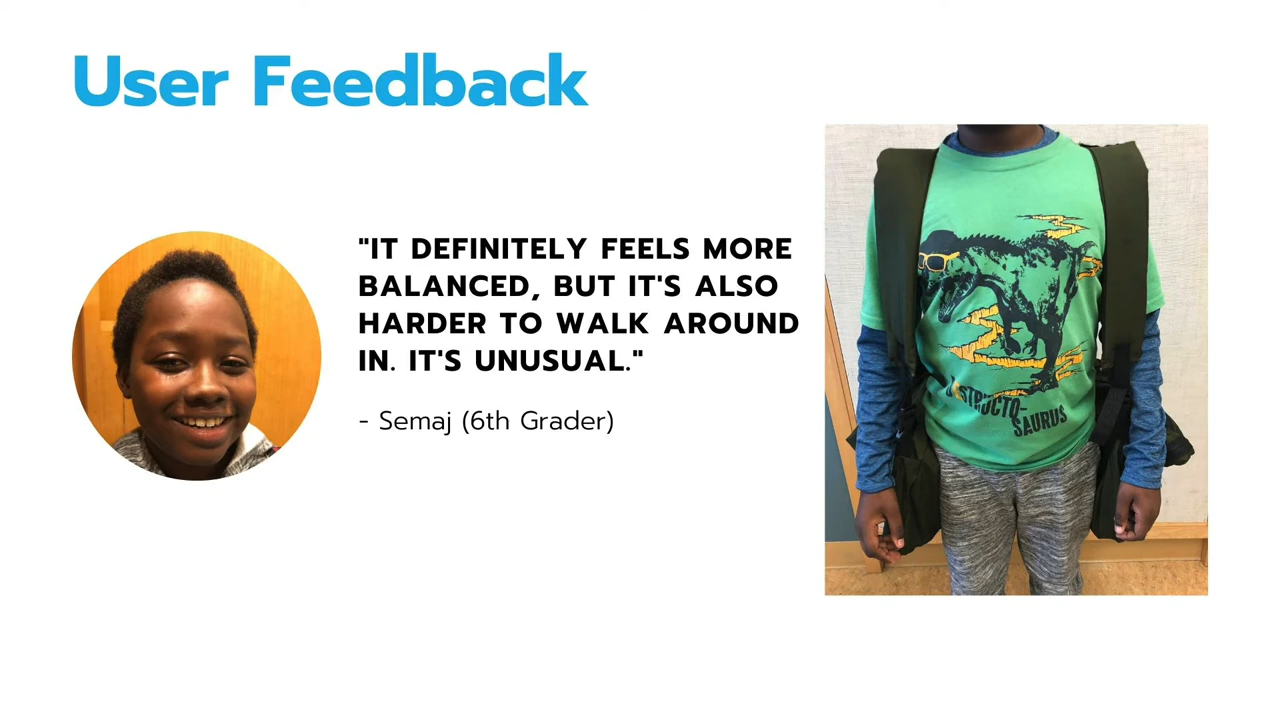 User Feedback
"IT DEFINITELY FEELS MORE
BALANCED, BUT IT'S ALSO
HARDER TO WALK AROUND
IN. IT'S UNUSUAL."
- Semaj (6th Grader)
SAURUS